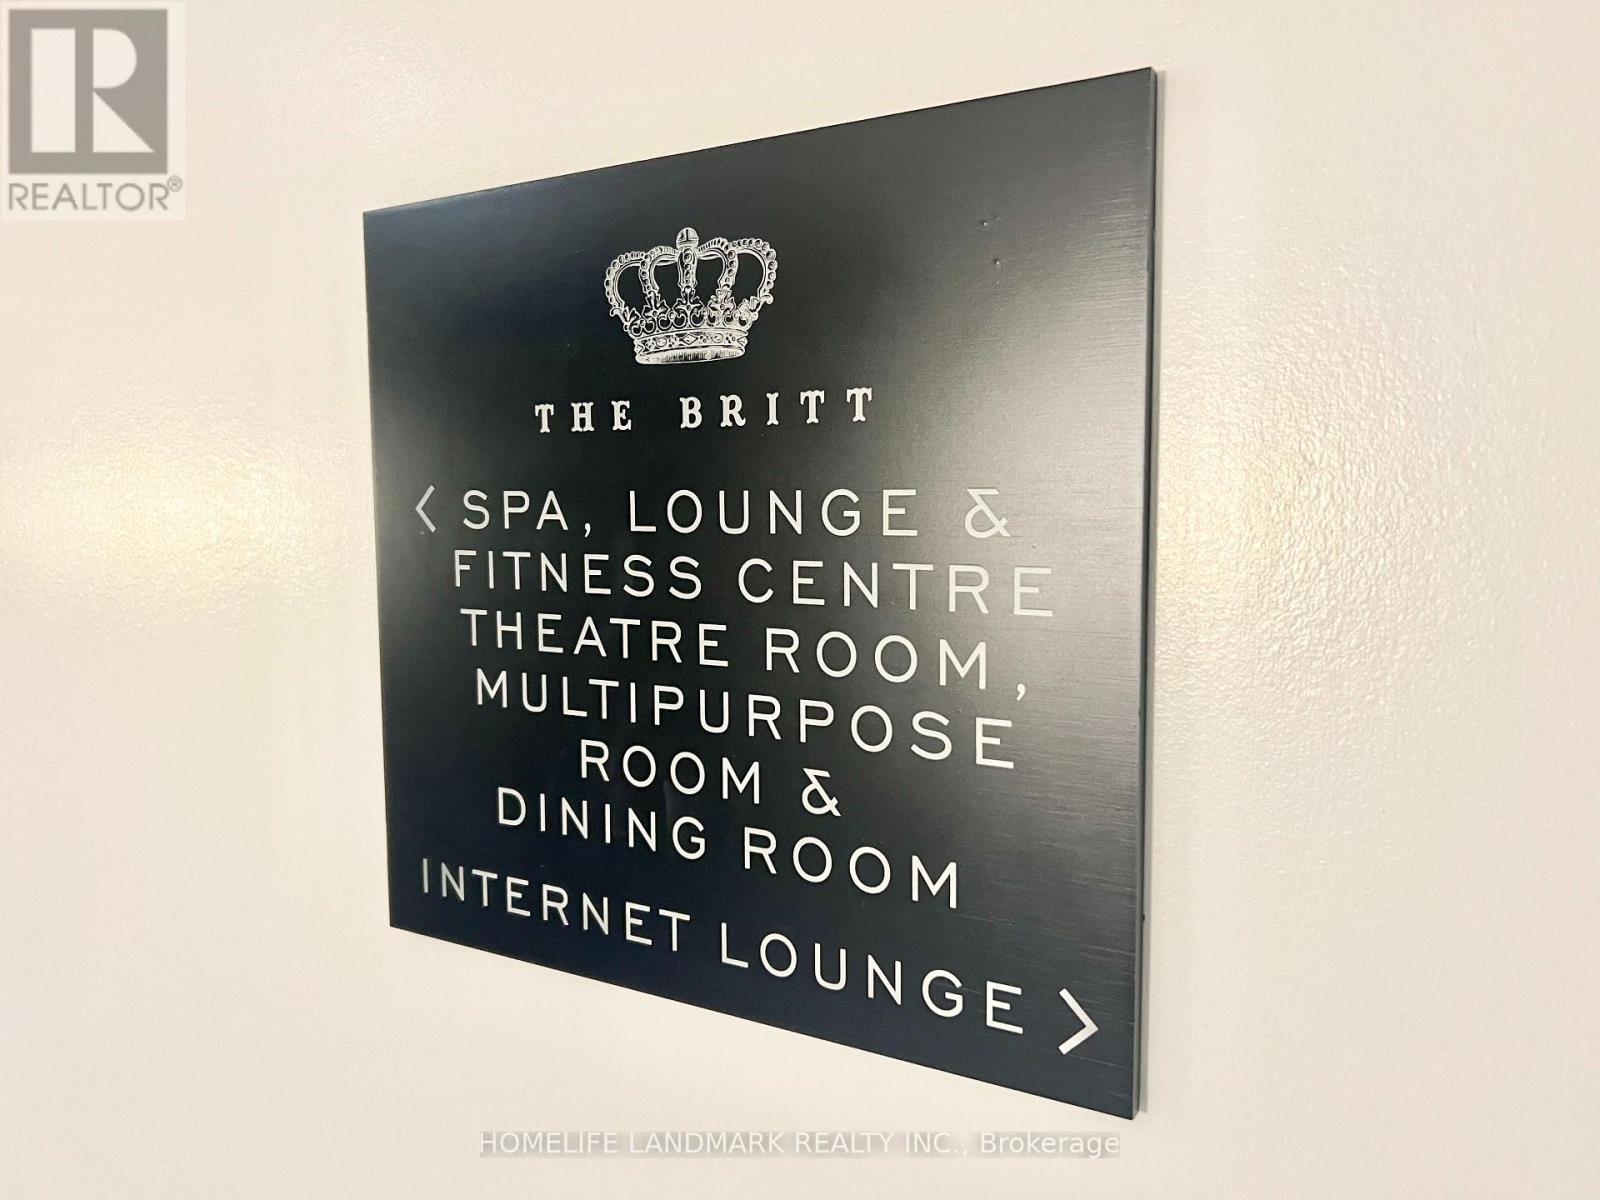 REALTOR®
THE BRITT
< SPA, LOUNGE &
FITNESS CENTRE
THEATRE ROOM,
MULTIPURPOSE
ROOM &
DINING ROOM
INTERNET LOUNGE >
HOMELIFE LANDMARK REALTY INC., Brokerage